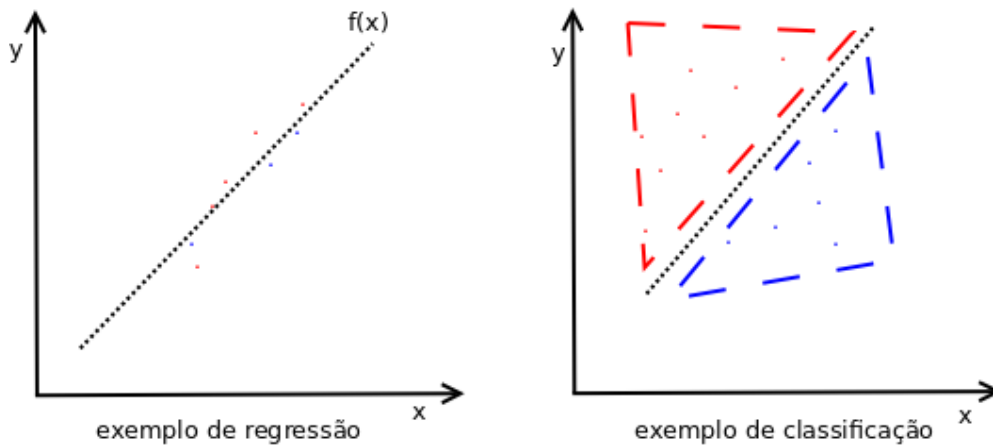 y
f(x)
x
exemplo de regressão
y
x
exemplo de classificação